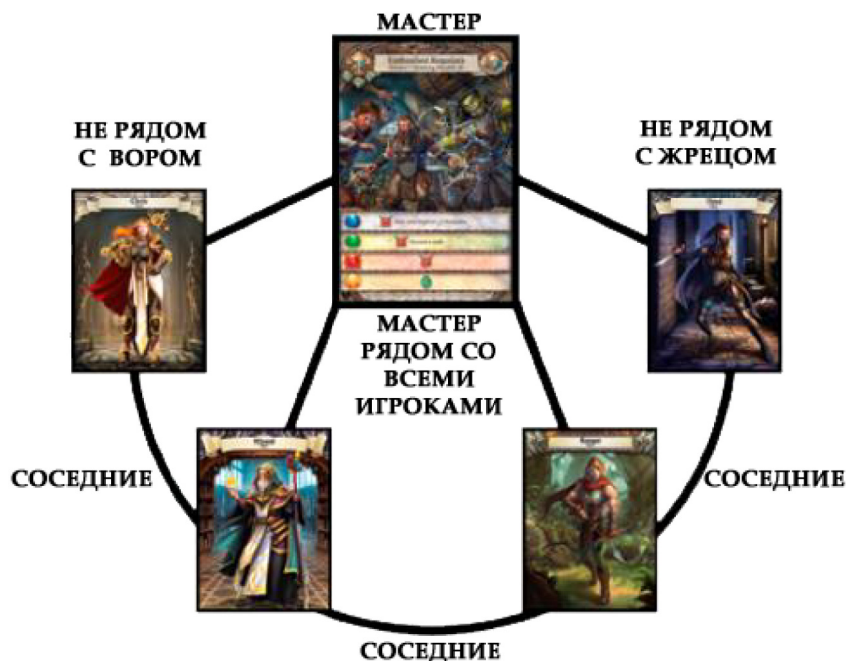 МАСТЕР
НЕ РЯДОМ
С ВОРОМ
НЕ РЯДОМ
С ЖРЕЦОМ
МАСТЕР
РЯДОМ СО
ВСЕМИ
ИГРОКАМИ
СОСЕДНИЕ
СОСЕДНИЕ
СОСЕДНИЕ